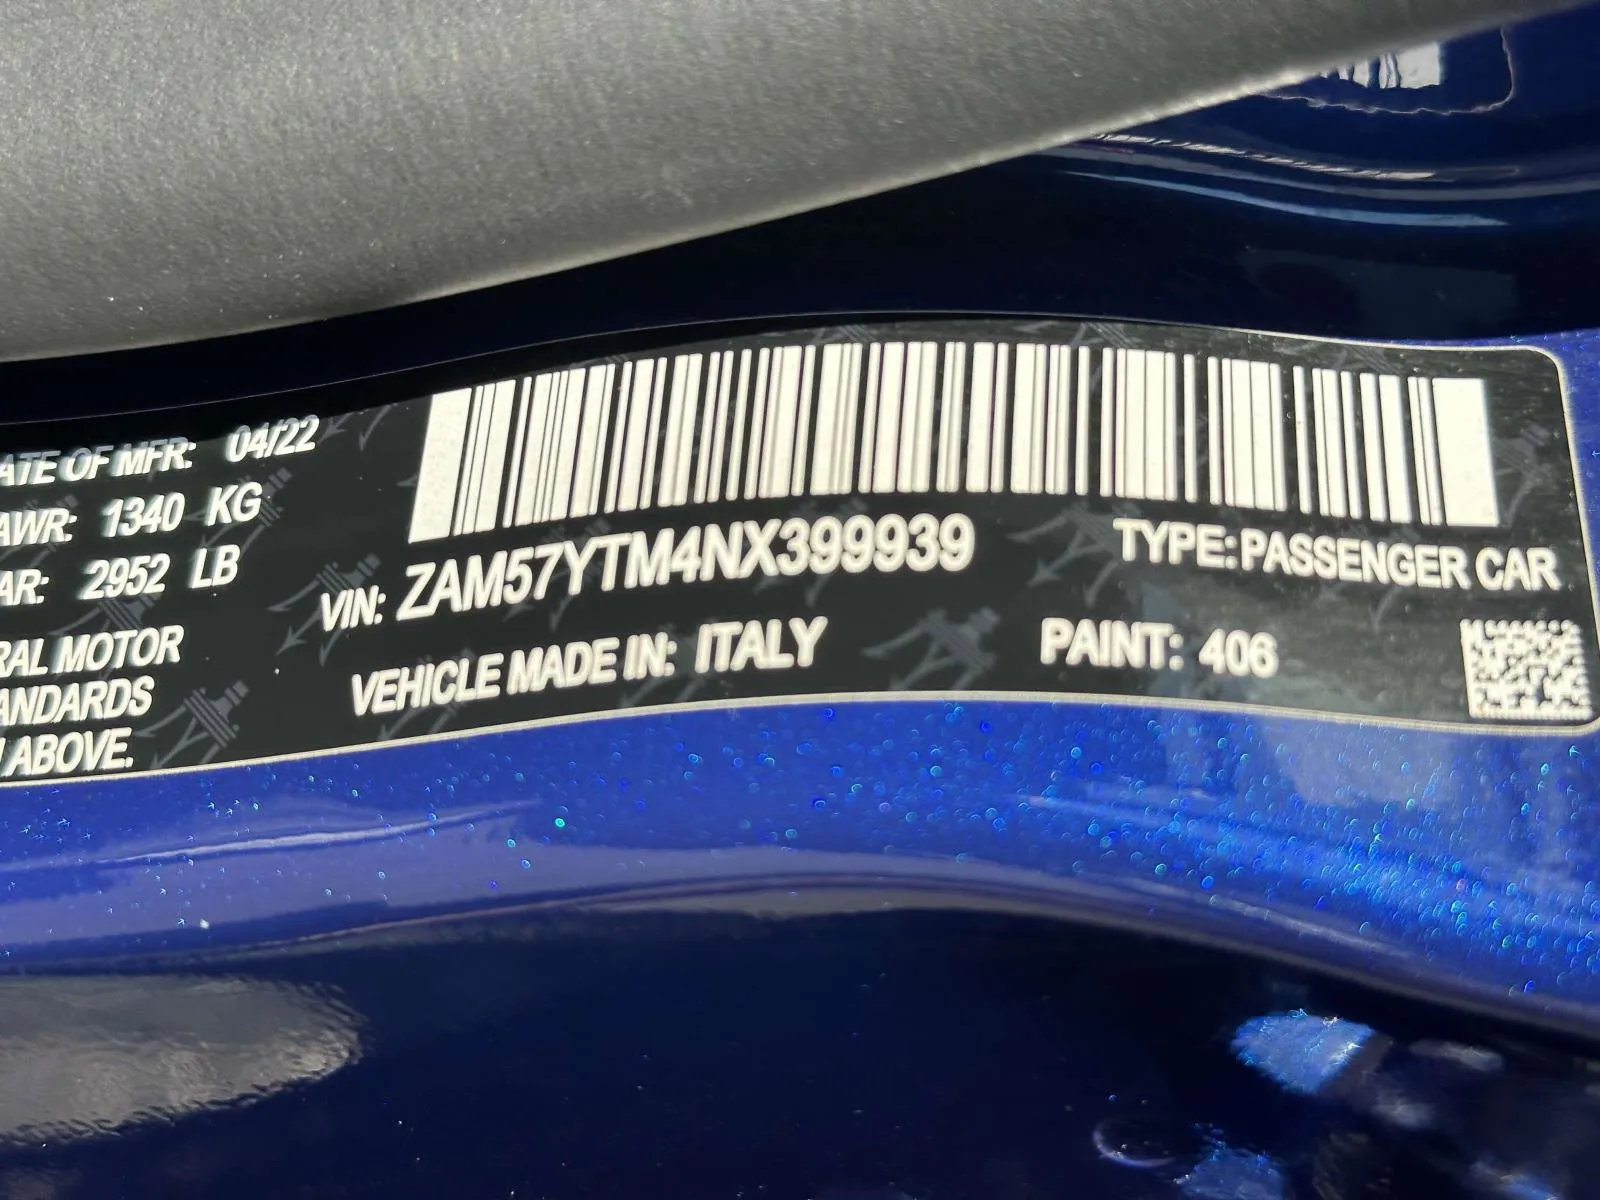 ATE OF MFR: 04/22
AWR: 1340 KG
AR: 2952 LB
RAL MOTOR
ANDARDS
ABOVE.
VIN: ZAM57YTM4NX399939
TYPE: PASSENGER CAR
VEHICLE MADE IN: ITALY
PAINT: 406